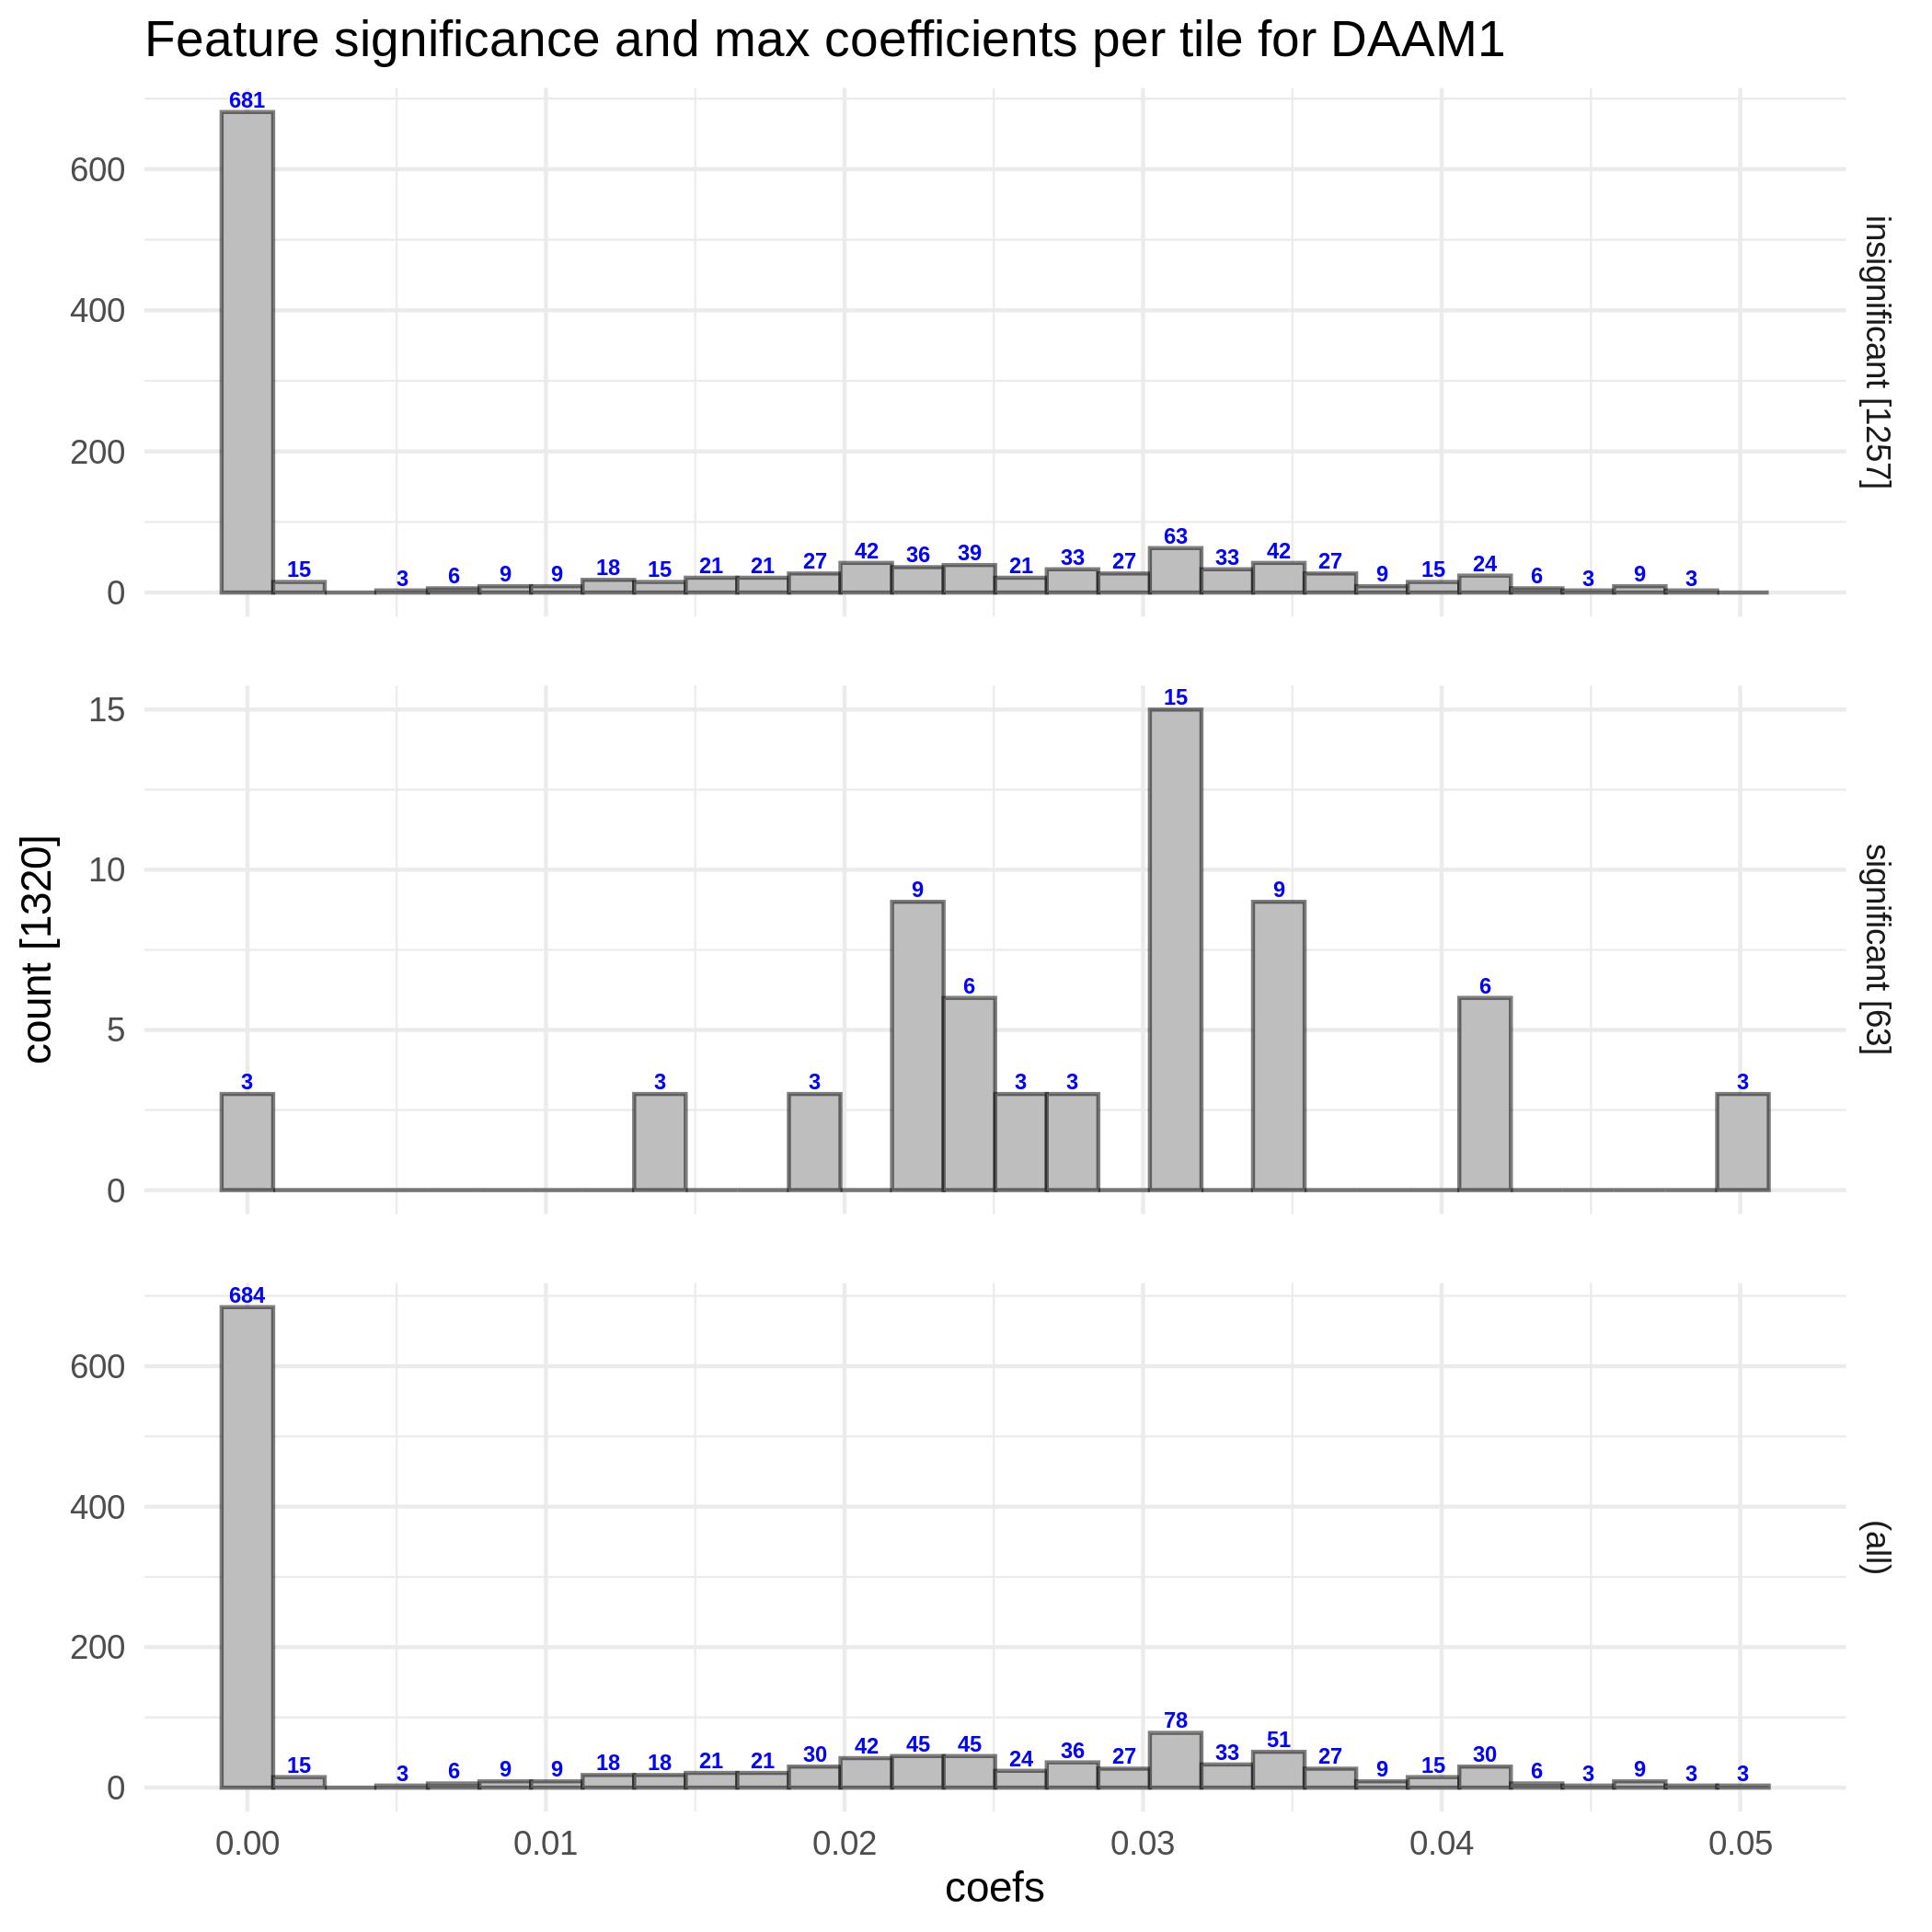 Feature significance and max coefficients per tile for DAAM1
681
600
400
200
0
15 3 6 9 9 18 15 21 21 27 42 36 39 21 33 27 63 33 42 27 9 15 24 6 3 9 3
insignificant [1257]
count [1320]
15
10
5
0
3 3 3 9 6 3 3 15 9 6 3
significant [63]
684
600
400
200
0
15 3 6 9 9 18 18 21 21 30 42 45 45 24 36 27 78 33 51 27 9 15 30 6 3 9 3 3
(all)
0.00 0.01 0.02 0.03 0.04 0.05
coefs